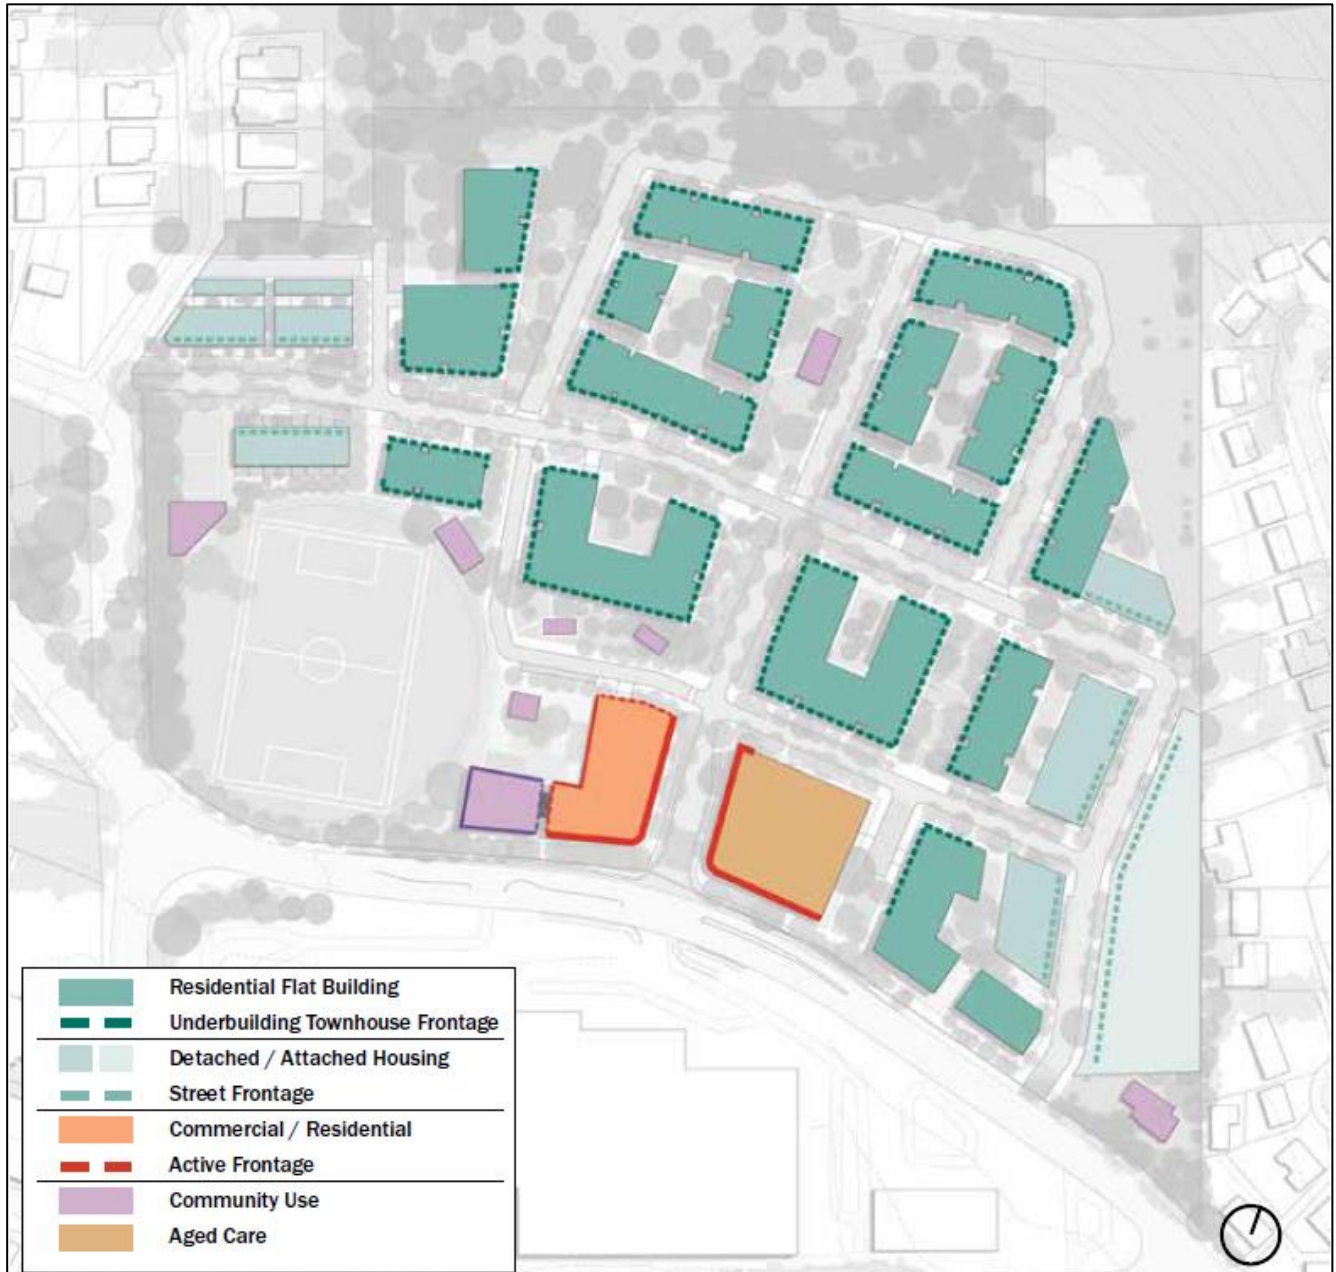 Residential Flat Building
Underbuilding Townhouse Frontage
Detached / Attached Housing
Street Frontage
Commercial / Residential
Active Frontage
Community Use
Aged Care